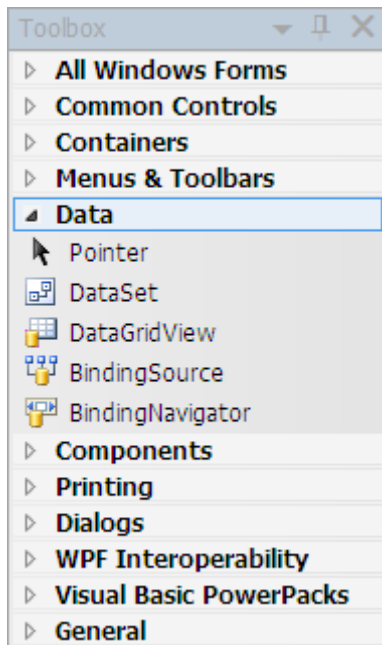 Toolbox
All Windows Forms
Common Controls
Containers
Menus & Toolbars
Data
Pointer
DataSet
DataGridView
BindingSource
BindingNavigator
Components
Printing
Dialogs
WPF Interoperability
Visual Basic PowerPacks
General